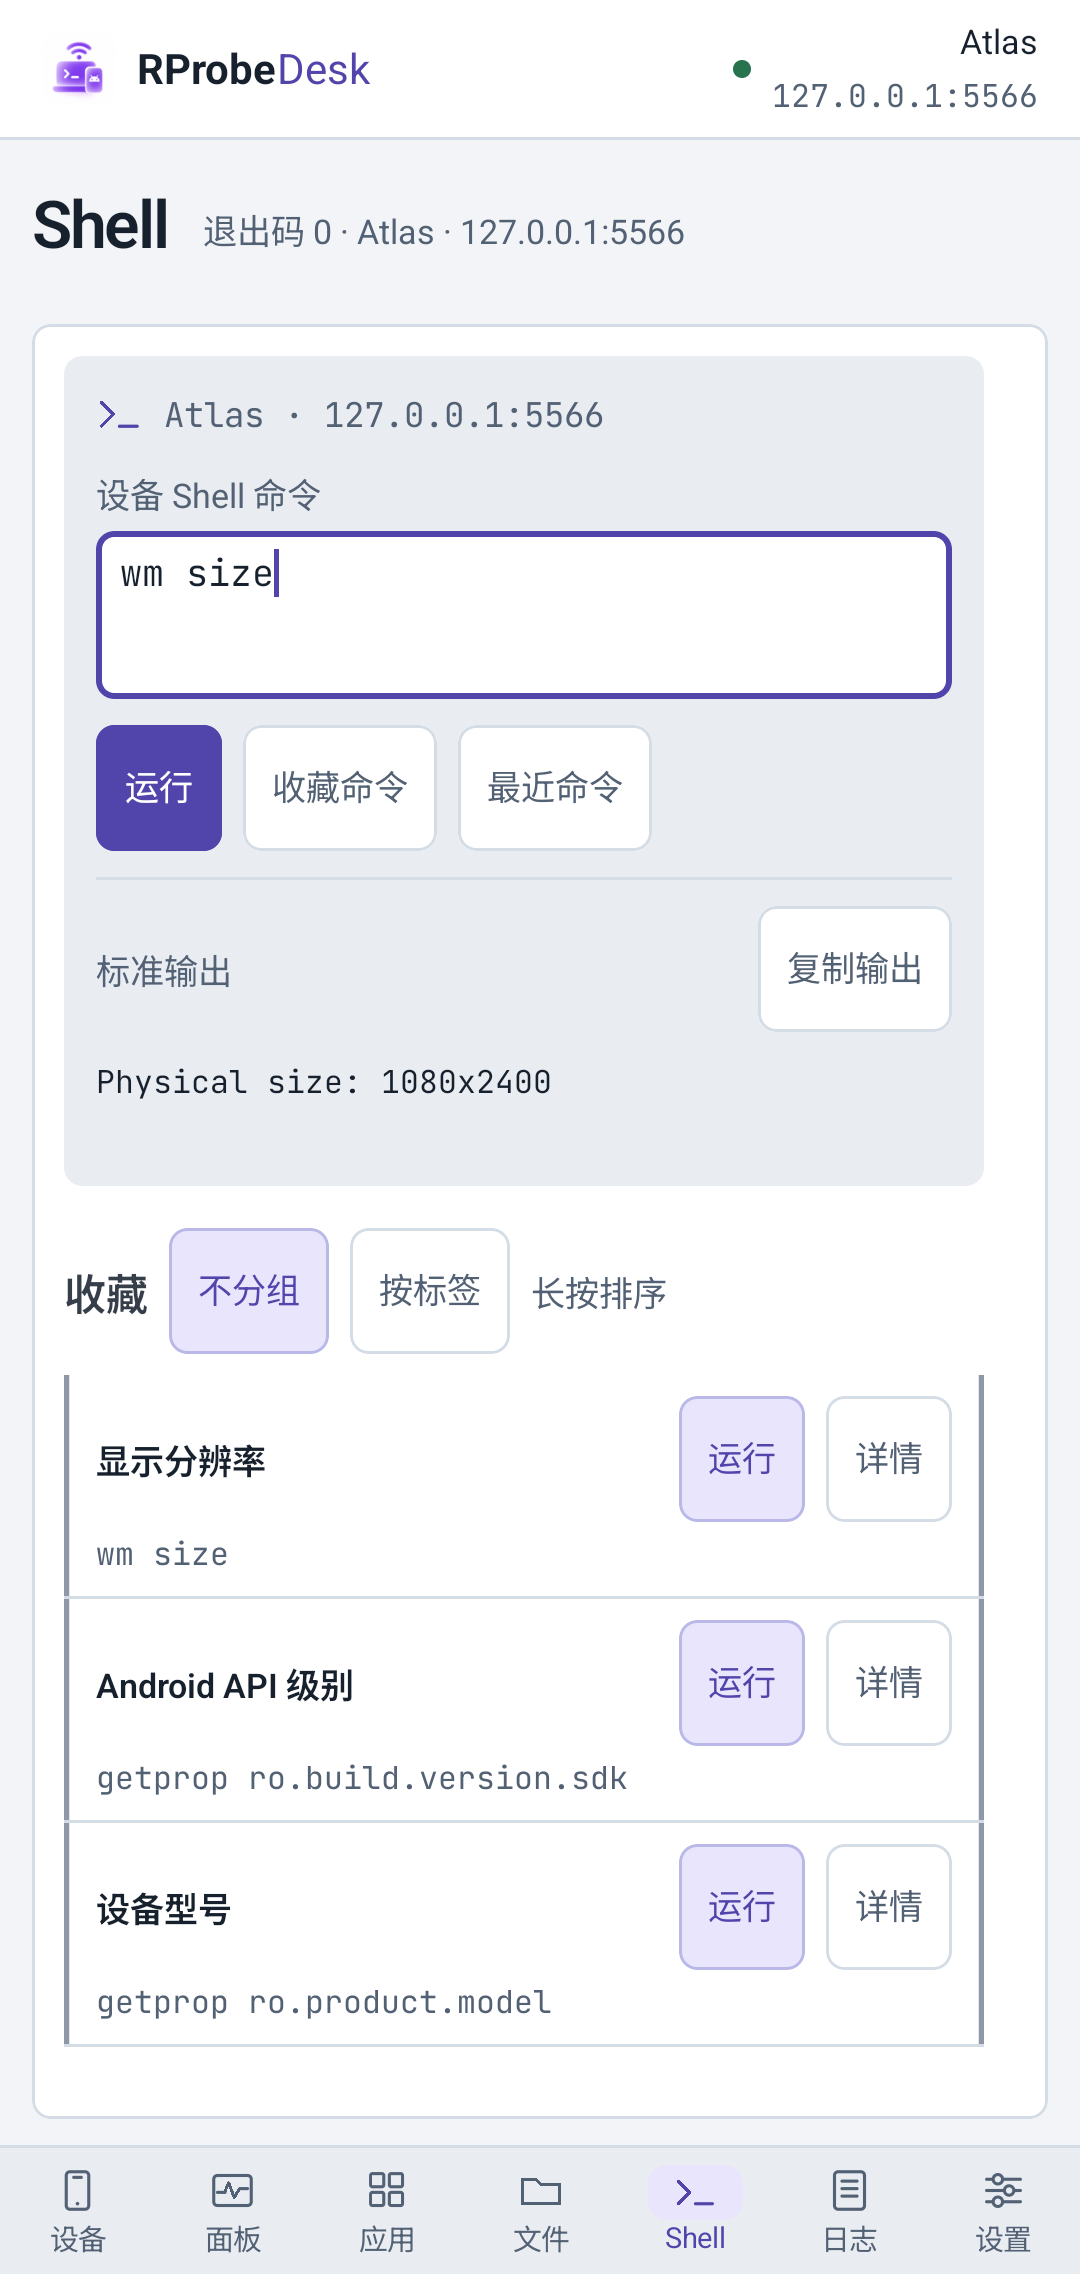 RProbeDesk
Atlas
127.0.0.1:5566
Shell 退出码 0 · Atlas · 127.0.0.1:5566
Atlas · 127.0.0.1:5566
设备 Shell 命令
wm size
运行 收藏命令 最近命令
标准输出 复制输出
Physical size: 1080x2400
收藏 不分组 按标签 长按排序
显示分辨率 运行 详情
wm size
Android API 级别 运行 详情
getprop ro.build.version.sdk
设备型号 运行 详情
getprop ro.product.model
设备 面板 应用 文件 Shell 日志 设置